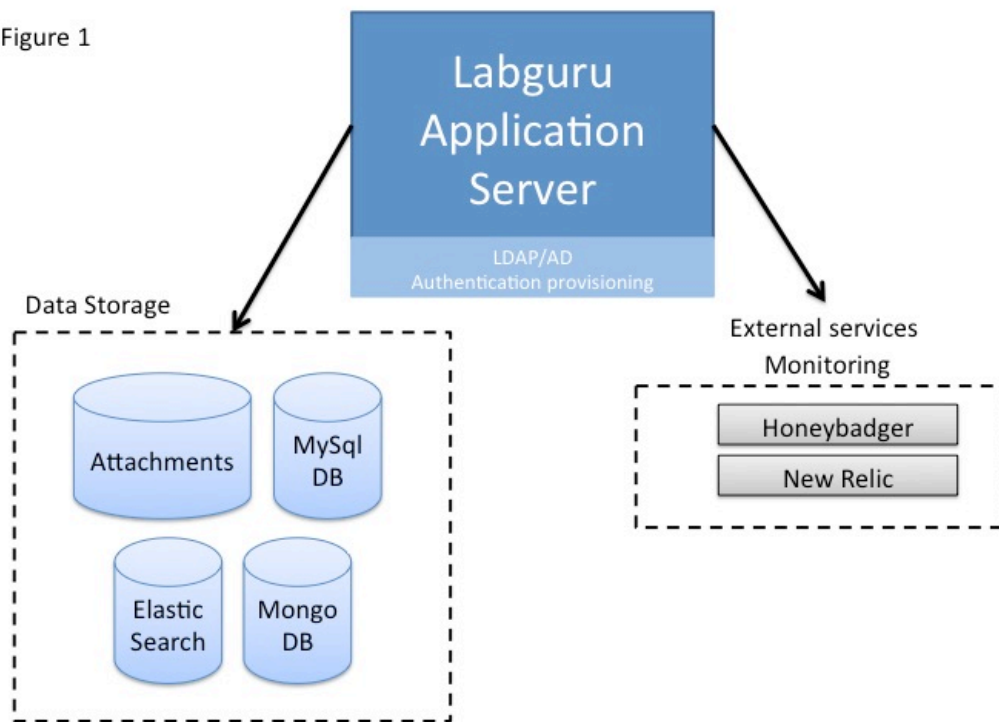 Figure 1
Labguru
Application
Server
LDAP/AD
Authentication provisioning
Data Storage
Attachments
MySql
DB
Elastic
Search
Mongo
DB
External services
Monitoring
Honeybadger
New Relic